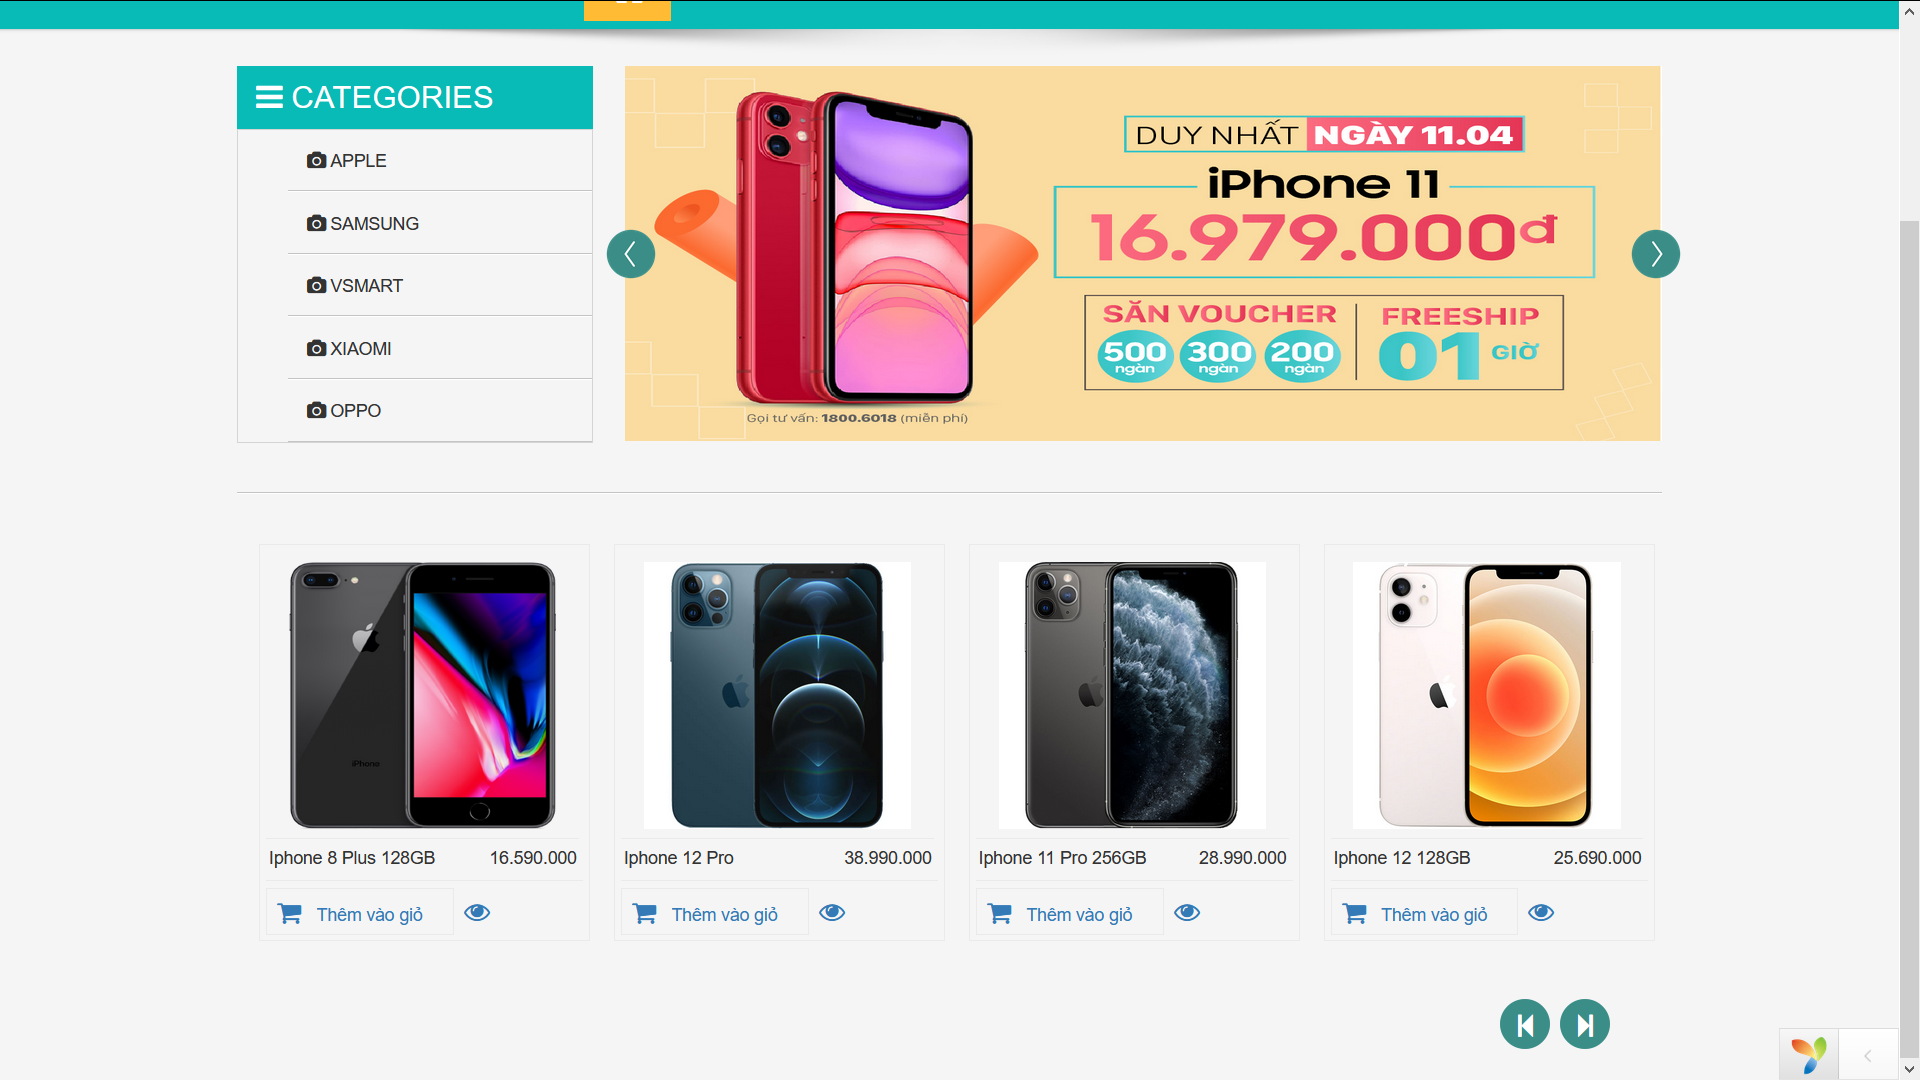 CATEGORIES
APPLE
SAMSUNG
VSMART
XIAOMI
OPPO
DUY NHẤT NGÀY 11.04
iPhone 11
16.979.000đ
SĂN VOUCHER
500 ngàn
300 ngàn
200 ngàn
FREESHIP
01 GIỜ
Gọi tư vấn: 1800.6018 (miễn phí)
iPhone
Iphone 8 Plus 128GB 16.590.000
Thêm vào giỏ
Iphone 12 Pro 38.990.000
Thêm vào giỏ
Iphone 11 Pro 256GB 28.990.000
Thêm vào giỏ
Iphone 12 128GB 25.690.000
Thêm vào giỏ